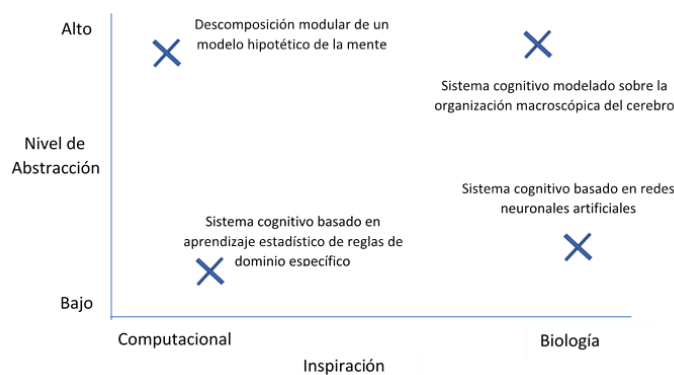 Alto
Descomposición modular de un
modelo hipotético de la mente
Sistema cognitivo modelado sobre la
organización macroscópica del cerebro
Nivel de
Abstracción
Sistema cognitivo basado en redes
neuronales artificiales
Sistema cognitivo basado en
aprendizaje estadístico de reglas de
dominio específico
Bajo
Computacional
Biología
Inspiración